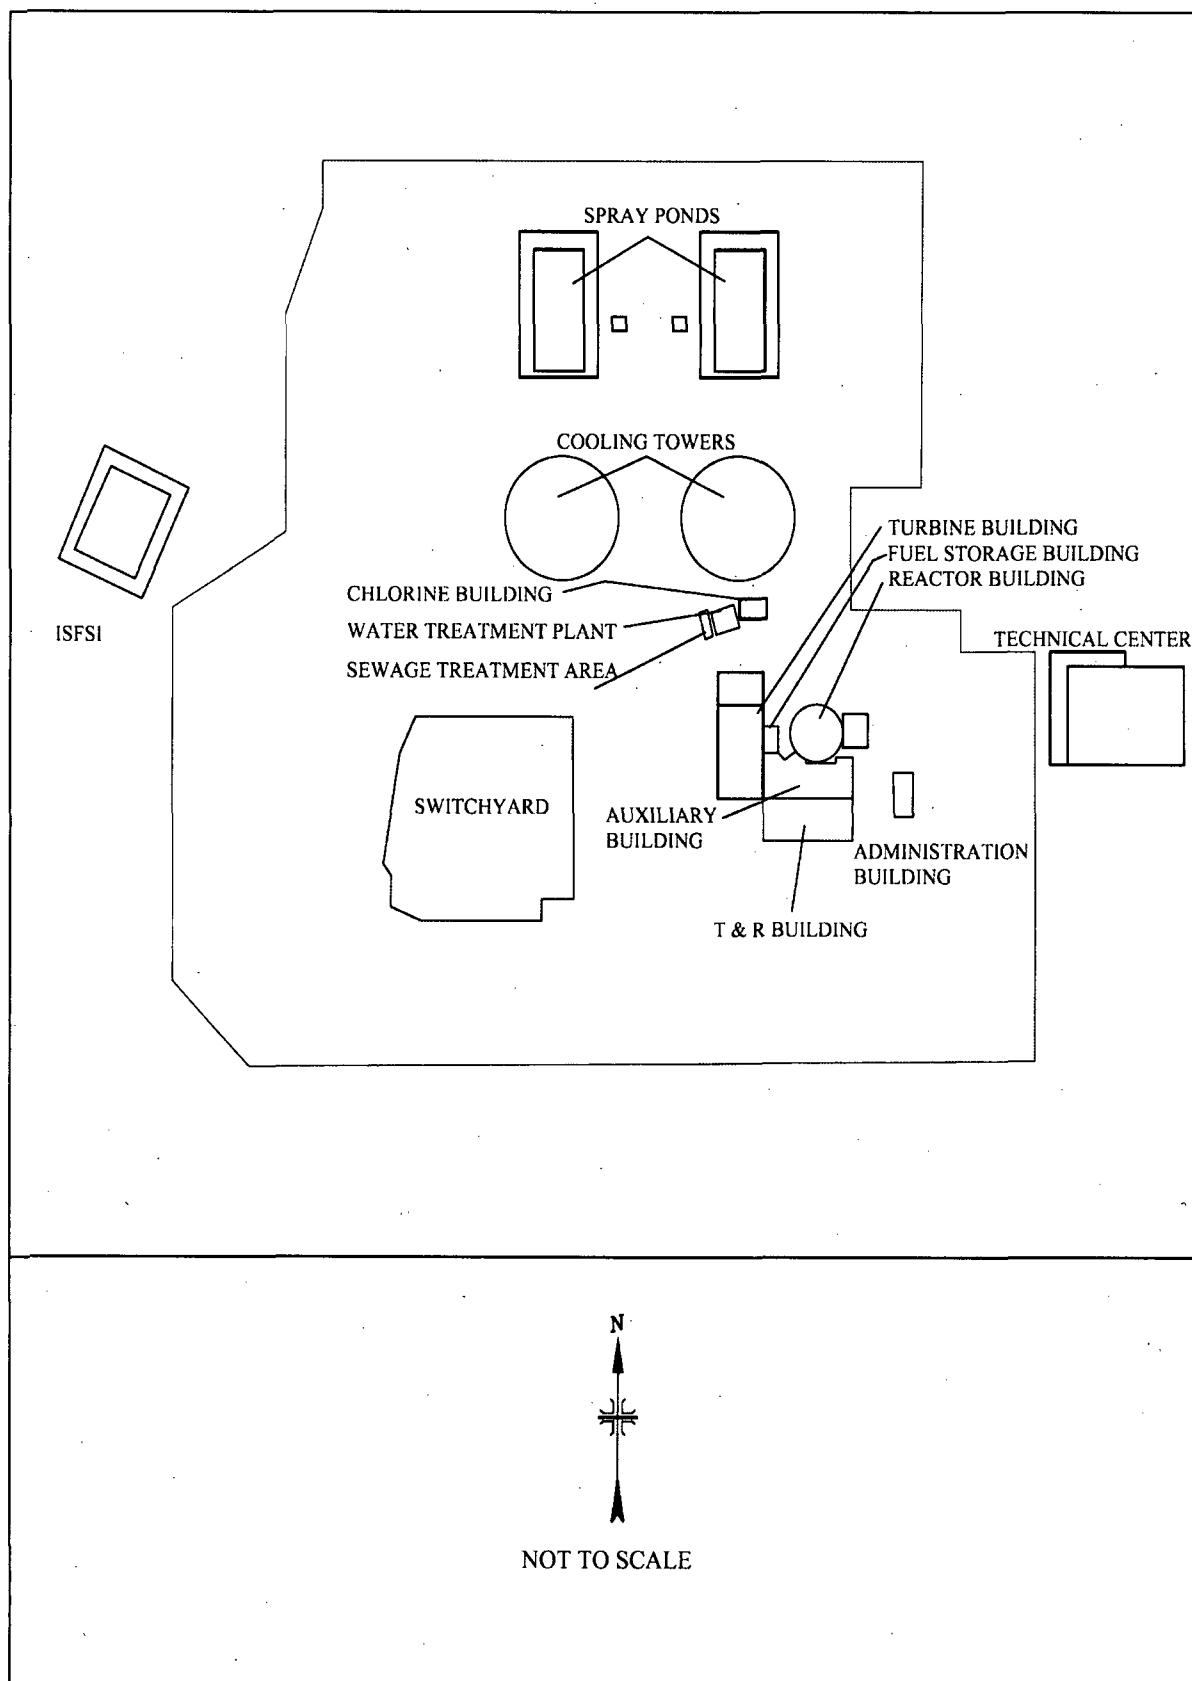 SPRAY PONDS
COOLING TOWERS
TURBINE BUILDING
FUEL STORAGE BUILDING
REACTOR BUILDING
CHLORINE BUILDING
WATER TREATMENT PLANT
SEWAGE TREATMENT AREA
ISFSI
TECHNICAL CENTER
SWITCHYARD
AUXILIARY
BUILDING
ADMINISTRATION
BUILDING
T & R BUILDING
N
NOT TO SCALE